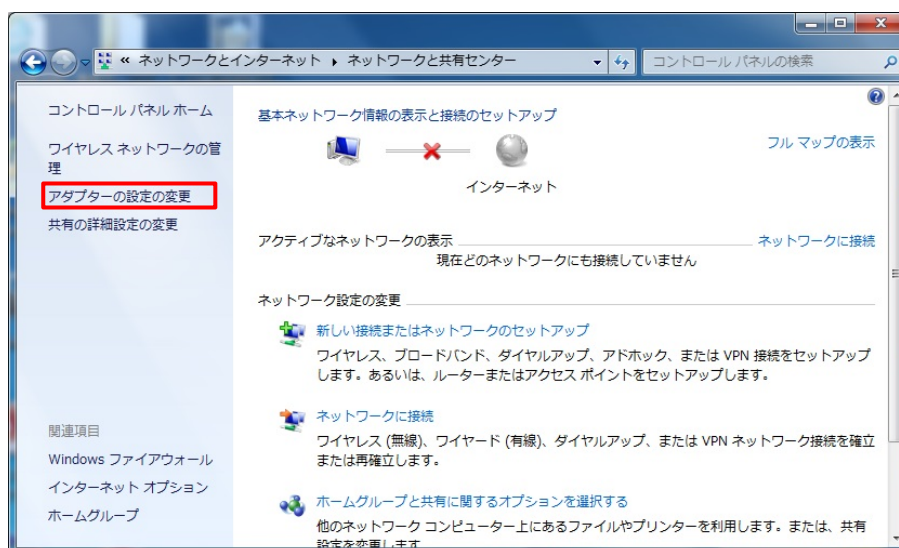 « ネットワークとインターネット ▸ ネットワークと共有センター
コントロール パネルの検索
コントロール パネル ホーム
ワイヤレス ネットワークの管
理
アダプターの設定の変更
共有の詳細設定の変更
基本ネットワーク情報の表示と接続のセットアップ
フル マップの表示
インターネット
アクティブなネットワークの表示
ネットワークに接続
現在どのネットワークにも接続していません
ネットワーク設定の変更
新しい接続またはネットワークのセットアップ
ワイヤレス、ブロードバンド、ダイヤルアップ、アドホック、または VPN 接続をセットアップ
します。あるいは、ルーターまたはアクセス ポイントをセットアップします。
ネットワークに接続
ワイヤレス (無線)、ワイヤード (有線)、ダイヤルアップ、または VPN ネットワーク接続を確立
または再確立します。
ホームグループと共有に関するオプションを選択する
他のネットワーク コンピューター上にあるファイルやプリンターを利用します。または、共有
設定を変更します
関連項目
Windows ファイアウォール
インターネット オプション
ホームグループ